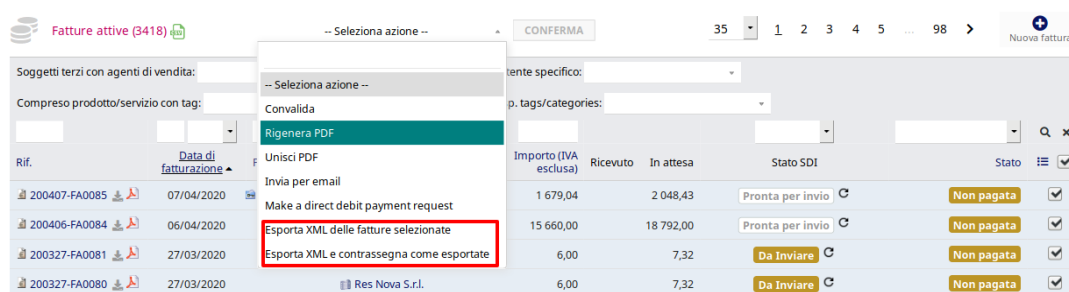 Fatture attive (3418) -- Seleziona azione -- CONFERMA 35 1 2 3 4 5 ... 98 Nuova fattura
Soggetti terzi con agenti di vendita: tente specifico:
-- Seleziona azione --
Compreso prodotto/servizio con tag: p. tags/categories:
Convalida
Rigenera PDF
Rif. Data di fatturazione Unisci PDF Importo (IVA esclusa) Ricevuto In attesa Stato SDI Stato
Invia per email
200407-FA0085 07/04/2020 1 679,04 2 048,43 Pronta per invio Non pagata
Make a direct debit payment request
200406-FA0084 06/04/2020 Esporta XML delle fatture selezionate 15 660,00 18 792,00 Pronta per invio Non pagata
200327-FA0081 27/03/2020 Esporta XML e contrassegna come esportate 6,00 7,32 Da Inviare Non pagata
200327-FA0080 27/03/2020 Res Nova S.r.l. 6,00 7,32 Da Inviare Non pagata